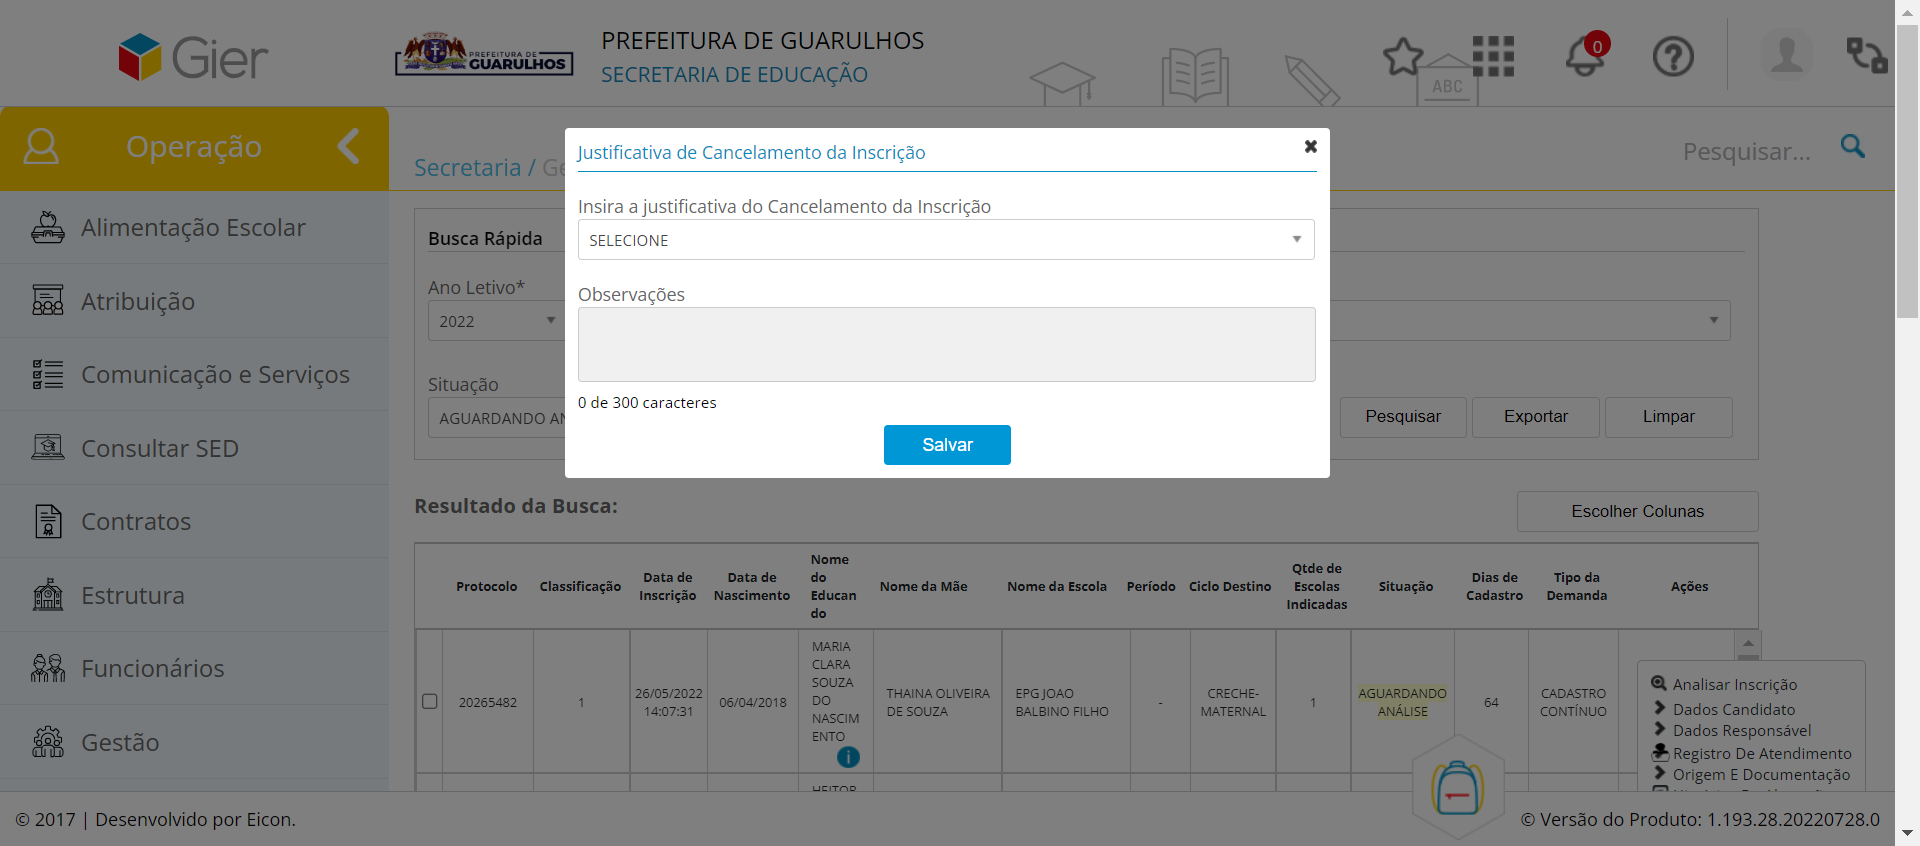 Gier
PREFEITURA DE
GUARULHOS
PREFEITURA DE GUARULHOS
SECRETARIA DE EDUCAÇÃO
ABC
0
Operação
Secretaria /
Pesquisar...
Alimentação Escolar
Atribuição
Comunicação e Serviços
Consultar SED
Contratos
Estrutura
Funcionários
Gestão
Justificativa de Cancelamento da Inscrição
Insira a justificativa do Cancelamento da Inscrição
SELECIONE
Observações
0 de 300 caracteres
Salvar
Busca Rápida
Ano Letivo*
2022
Situação
AGUARDANDO
Pesquisar
Exportar
Limpar
Resultado da Busca:
Escolher Colunas
Protocolo
Classificação
Data de
Inscrição
Data de
Nascimento
Nome
do
Educan
do
Nome da Mãe
Nome da Escola
Período
Ciclo Destino
Qtde de
Escolas
Indicadas
Situação
Dias de
Cadastro
Tipo da
Demanda
Ações
20265482
1
26/05/2022
14:07:31
06/04/2018
MARIA
CLARA
SOUZA
DO
NASCIM
ENTO
i
THAINA OLIVEIRA
DE SOUZA
EPG JOAO
BALBINO FILHO
-
CRECHE-
MATERNAL
1
AGUARDANDO
ANÁLISE
64
CADASTRO
CONTÍNUO
Analisar Inscrição
Dados Candidato
Dados Responsável
Registro De Atendimento
Origem E Documentação
HEITOR
© 2017 | Desenvolvido por Eicon.
© Versão do Produto: 1.193.28.20220728.0